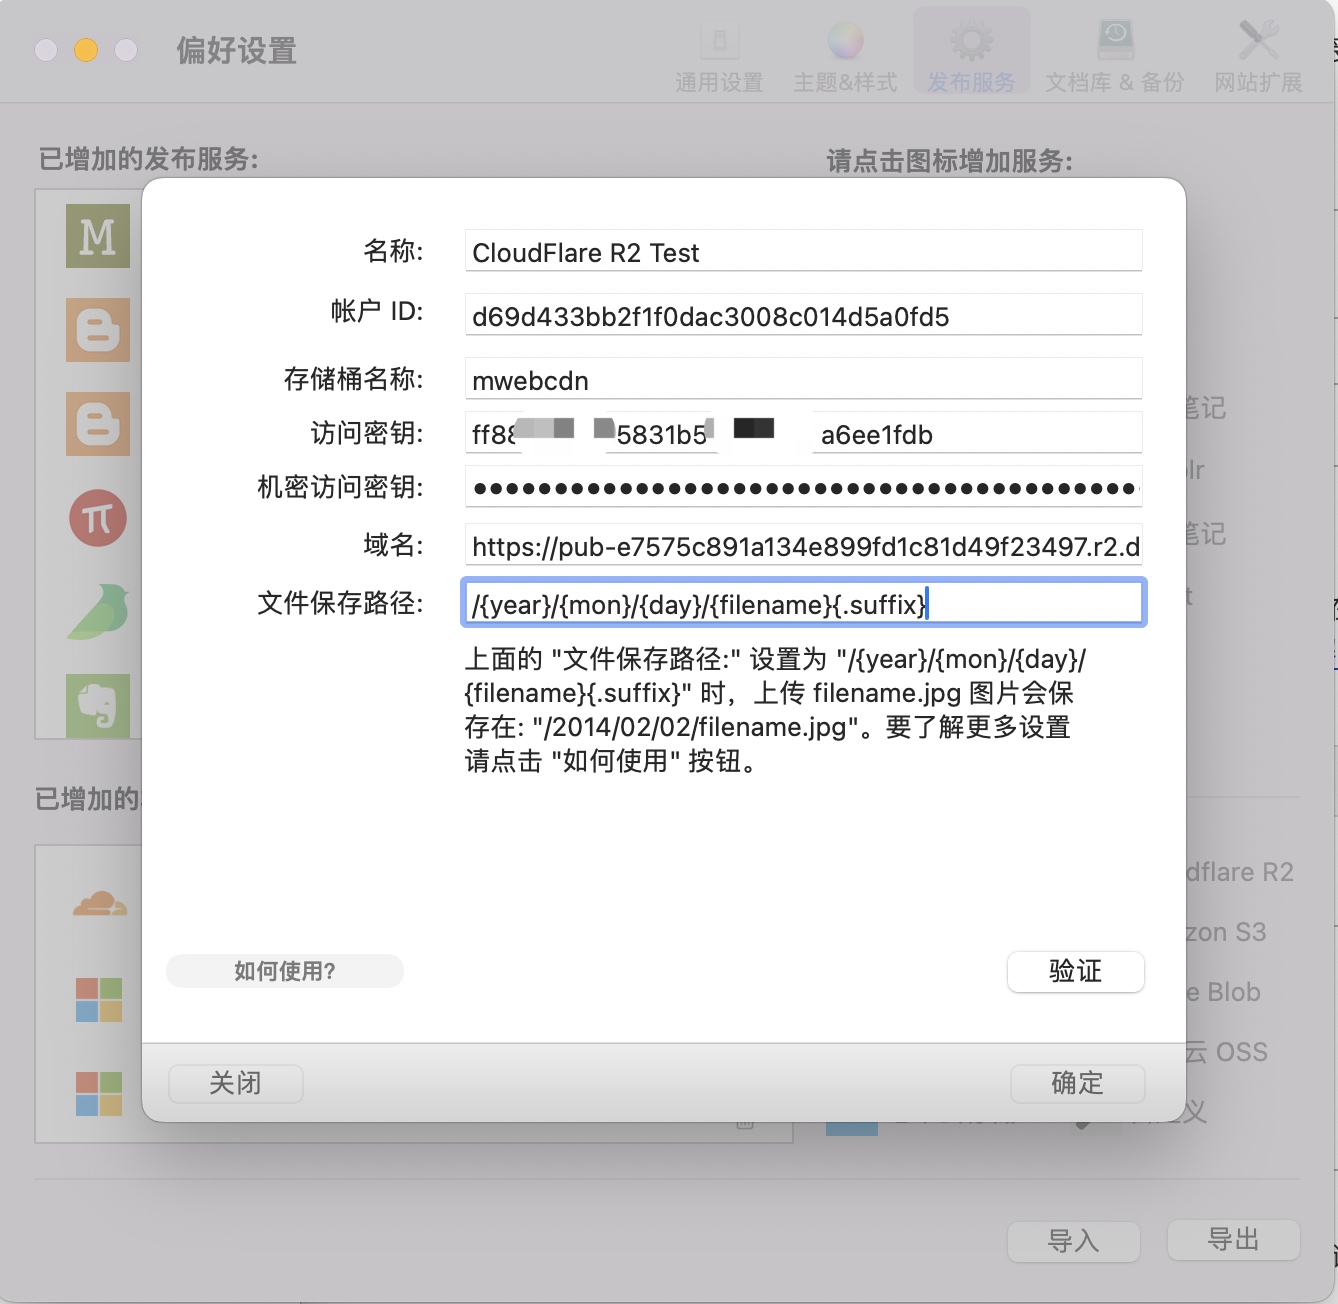 偏好设置
通用设置
主题&样式
发布服务
文档库 & 备份
网站扩展
已增加的发布服务:
请点击图标增加服务:
名称: CloudFlare R2 Test
帐户 ID: d69d433bb2f1f0dac3008c014d5a0fd5
存储桶名称: mwebcdn
笔记
访问密钥: ff88 5831b5 a6ee1fdb
lr
机密访问密钥: ••••••••••••••••••••••••••••••••••••••••
笔记
域名: https://pub-e7575c891a134e899fd1c81d49f23497.r2.d
t
文件保存路径: /{year}/{mon}/{day}/{filename}{.suffix}
上面的 "文件保存路径:" 设置为 "/{year}/{mon}/{day}/
{filename}{.suffix}" 时，上传 filename.jpg 图片会保
存在: "/2014/02/02/filename.jpg"。要了解更多设置
请点击 "如何使用" 按钮。
已增加的
dflare R2
zon S3
如何使用?
验证
e Blob
云 OSS
关闭
确定
义
导入
导出